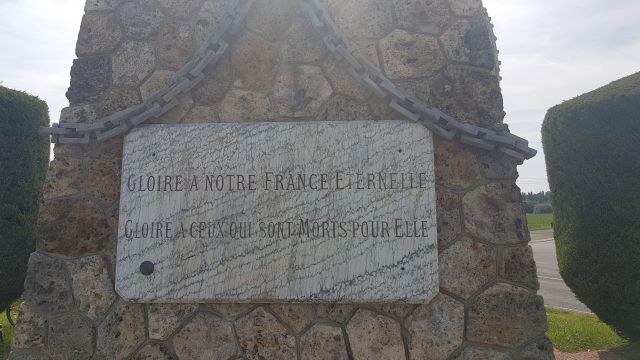 Gloire a notre France Eternelle
Gloire a ceux qui sont Morts pour Elle